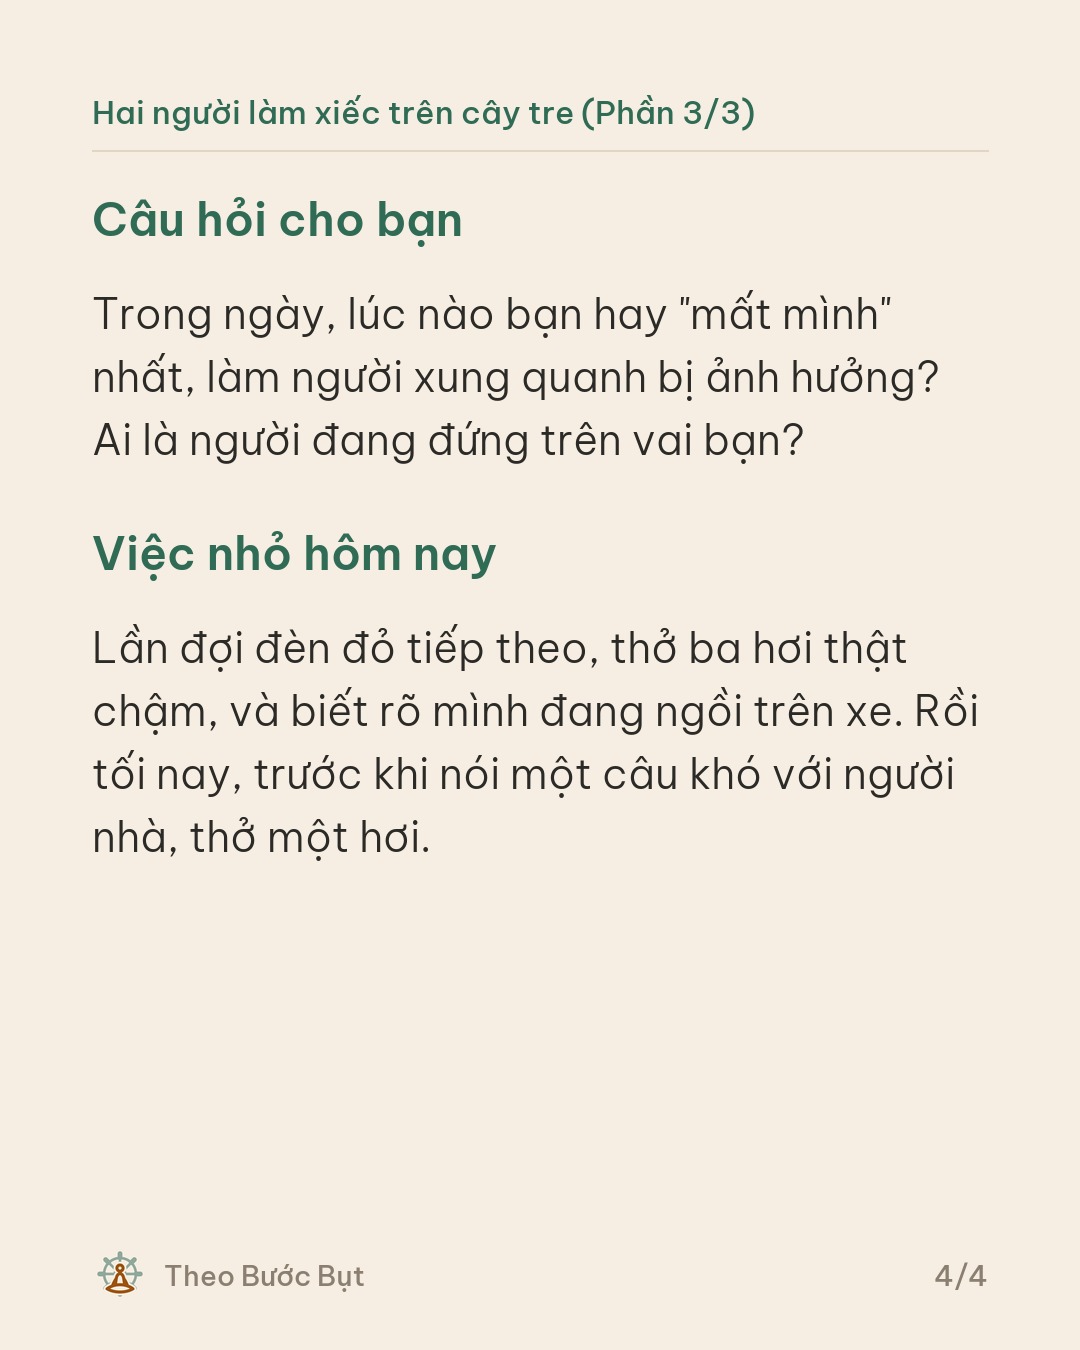 Hai người làm xiếc trên cây tre (Phần 3/3)
Câu hỏi cho bạn
Trong ngày, lúc nào bạn hay "mất mình"
nhất, làm người xung quanh bị ảnh hưởng?
Ai là người đang đứng trên vai bạn?
Việc nhỏ hôm nay
Lần đợi đèn đỏ tiếp theo, thở ba hơi thật
chậm, và biết rõ mình đang ngồi trên xe. Rồi
tối nay, trước khi nói một câu khó với người
nhà, thở một hơi.
Theo Bước Bụt
4/4